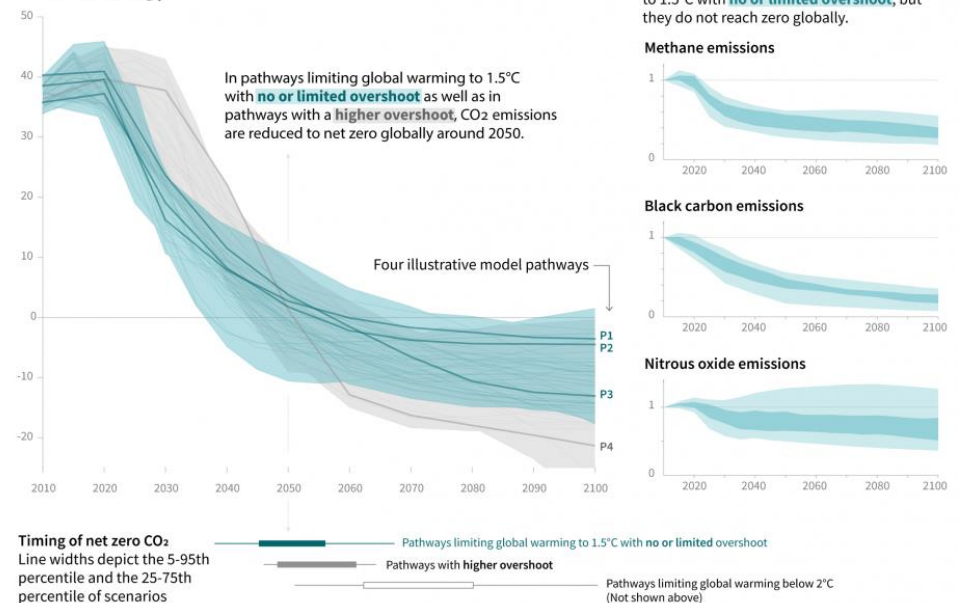 to 1.5°C with no or limited overshoot, but
they do not reach zero globally.
50
40
30
20
10
0
-10
-20
2010
2020
2030
2040
2050
2060
2070
2080
2090
2100
In pathways limiting global warming to 1.5°C
with no or limited overshoot as well as in
pathways with a higher overshoot, CO2 emissions
are reduced to net zero globally around 2050.
Four illustrative model pathways
P1
P2
P3
P4
Methane emissions
1
0
2020
2040
2060
2080
2100
Black carbon emissions
1
0
2020
2040
2060
2080
2100
Nitrous oxide emissions
1
0
2020
2040
2060
2080
2100
Timing of net zero CO2
Line widths depict the 5-95th
percentile and the 25-75th
percentile of scenarios
Pathways limiting global warming to 1.5°C with no or limited overshoot
Pathways with higher overshoot
Pathways limiting global warming below 2°C
(Not shown above)